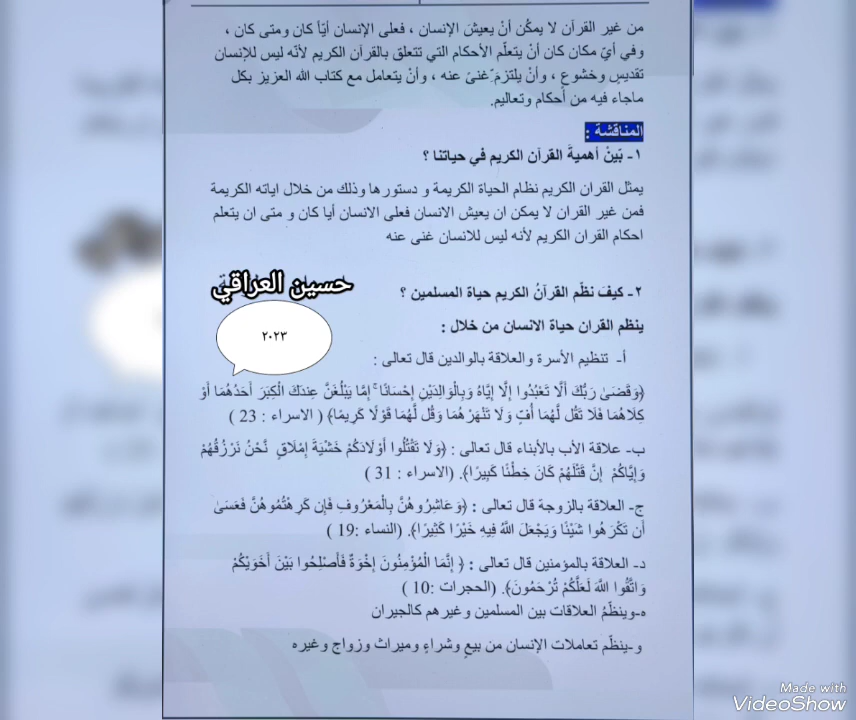 من غير القرآن لا يمكُن أنْ يعيش الإنسان ، فعلى الإنسان أيّاً كان ومتى كان ،
وفي أيّ مكان كان أنْ يتعلّم الأحكام التي تتعلق بالقرآن الكريم لأنّه ليس للإنسان
تقديسٍ وخشوعٍ ، وأنْ يلتزمَ ّغنىً عنه ، وأنْ يتعامل مع كتاب الله العزيز بكل
ماجاء فيه من أحكام وتعاليم.
المناقشة :
١- بّينْ أهميةَ القرآن الكريم في حياتنا ؟
يمثل القران الكريم نظام الحياة الكريمة و دستورها وذلك من خلال اياته الكريمة
فمن غير القران لا يمكن ان يعيش الانسان فعلى الانسان أيا كان و متى ان يتعلم
احكام القران الكريم لأنه ليس للانسان غنى عنه
حسين العراقي
٢٠٢٣
٢- كيفَ نظّم القرآنُ الكريم حياة المسلمين ؟
ينظم القران حياة الانسان من خلال :
أ- تنظيم الأسرة والعلاقة بالوالدين قال تعالى :
﴿وَقَضَىٰ رَبُّكَ أَلَّا تَعْبُدُوا إِلَّا إِيَّاهُ وَبِالْوَالِدَيْنِ إِحْسَانًا ۚ إِمَّا يَبْلُغَنَّ عِندَكَ الْكِبَرَ أَحَدُهُمَا أَوْ
كِلَاهُمَا فَلَا تَقُل لَّهُمَا أُفٍّ وَلَا تَنْهَرْهُمَا وَقُل لَّهُمَا قَوْلًا كَرِيمًا﴾ ( الاسراء : 23 )
ب- علاقة الأب بالأبناء قال تعالى : ﴿وَلَا تَقْتُلُوا أَوْلَادَكُمْ خَشْيَةَ إِمْلَاقٍ نَّحْنُ نَرْزُقُهُمْ
وَإِيَّاكُمْ إِنَّ قَتْلَهُمْ كَانَ خِطْئًا كَبِيرًا﴾. (الاسراء : 31 )
ج- العلاقة بالزوجة قال تعالى : ﴿وَعَاشِرُوهُنَّ بِالْمَعْرُوفِ فَإِن كَرِهْتُمُوهُنَّ فَعَسَىٰ
أَن تَكْرَهُوا شَيْئًا وَيَجْعَلَ اللَّهُ فِيهِ خَيْرًا كَثِيرًا﴾. (النساء :19 )
د- العلاقة بالمؤمنين قال تعالى : ﴿ إِنَّمَا الْمُؤْمِنُونَ إِخْوَةٌ فَأَصْلِحُوا بَيْنَ أَخَوَيْكُمْ
وَاتَّقُوا اللَّهَ لَعَلَّكُمْ تُرْحَمُونَ﴾. (الحجرات :10 )
ه-وينظّمُ العلاقات بين المسلمين وغيرهم كالجيران
و-ينظّم تعاملات الإنسان من بيعٍ وشراءٍ وميراث وزواج وغيره
Made with
VideoShow